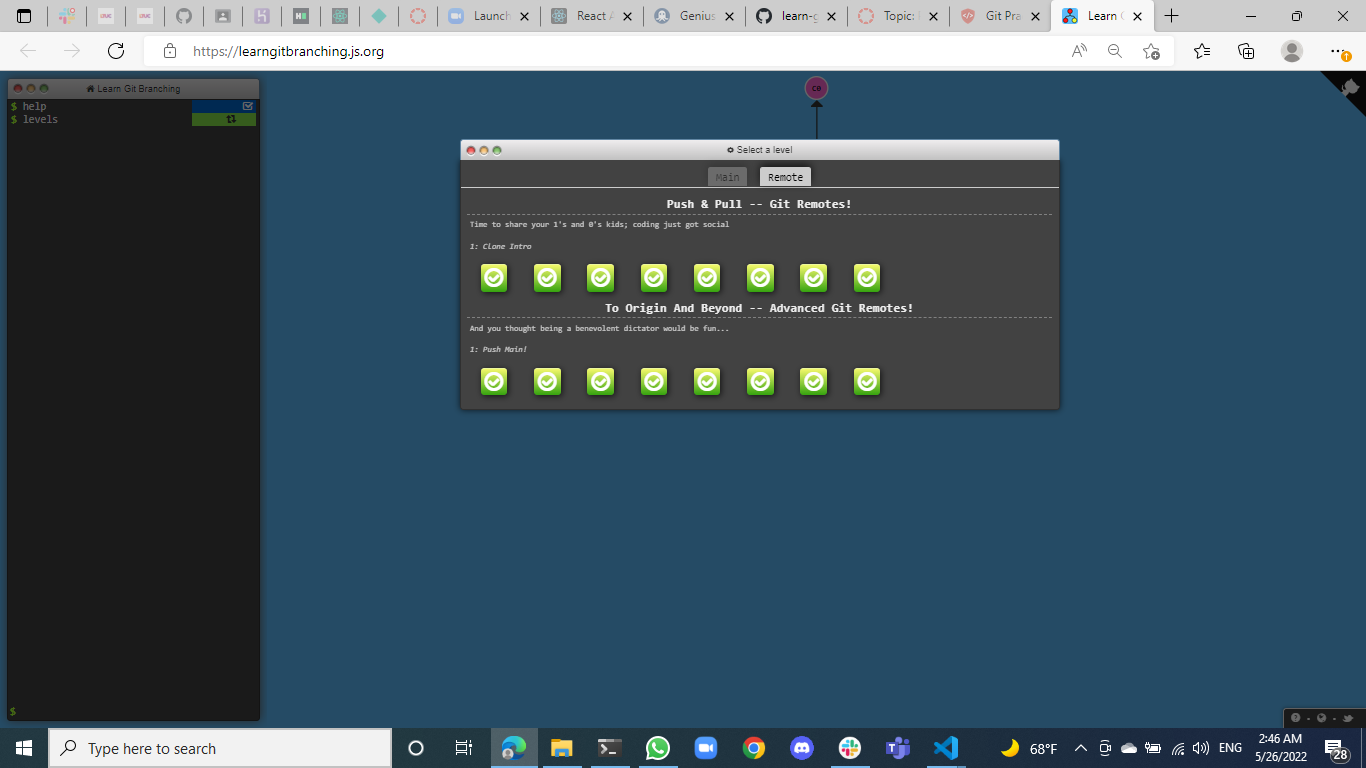 Launch
React A
Genius
learn-g
Topic:
Git Pra
Learn
https://learngitbranching.js.org
Learn Git Branching
$ help
$ levels
c0
Select a level
Main
Remote
Push & Pull -- Git Remotes!
Time to share your 1's and 0's kids; coding just got social
1: Clone Intro
To Origin And Beyond -- Advanced Git Remotes!
And you thought being a benevolent dictator would be fun...
1: Push Main!
$
Type here to search
68°F
ENG
2:46 AM
5/26/2022
28